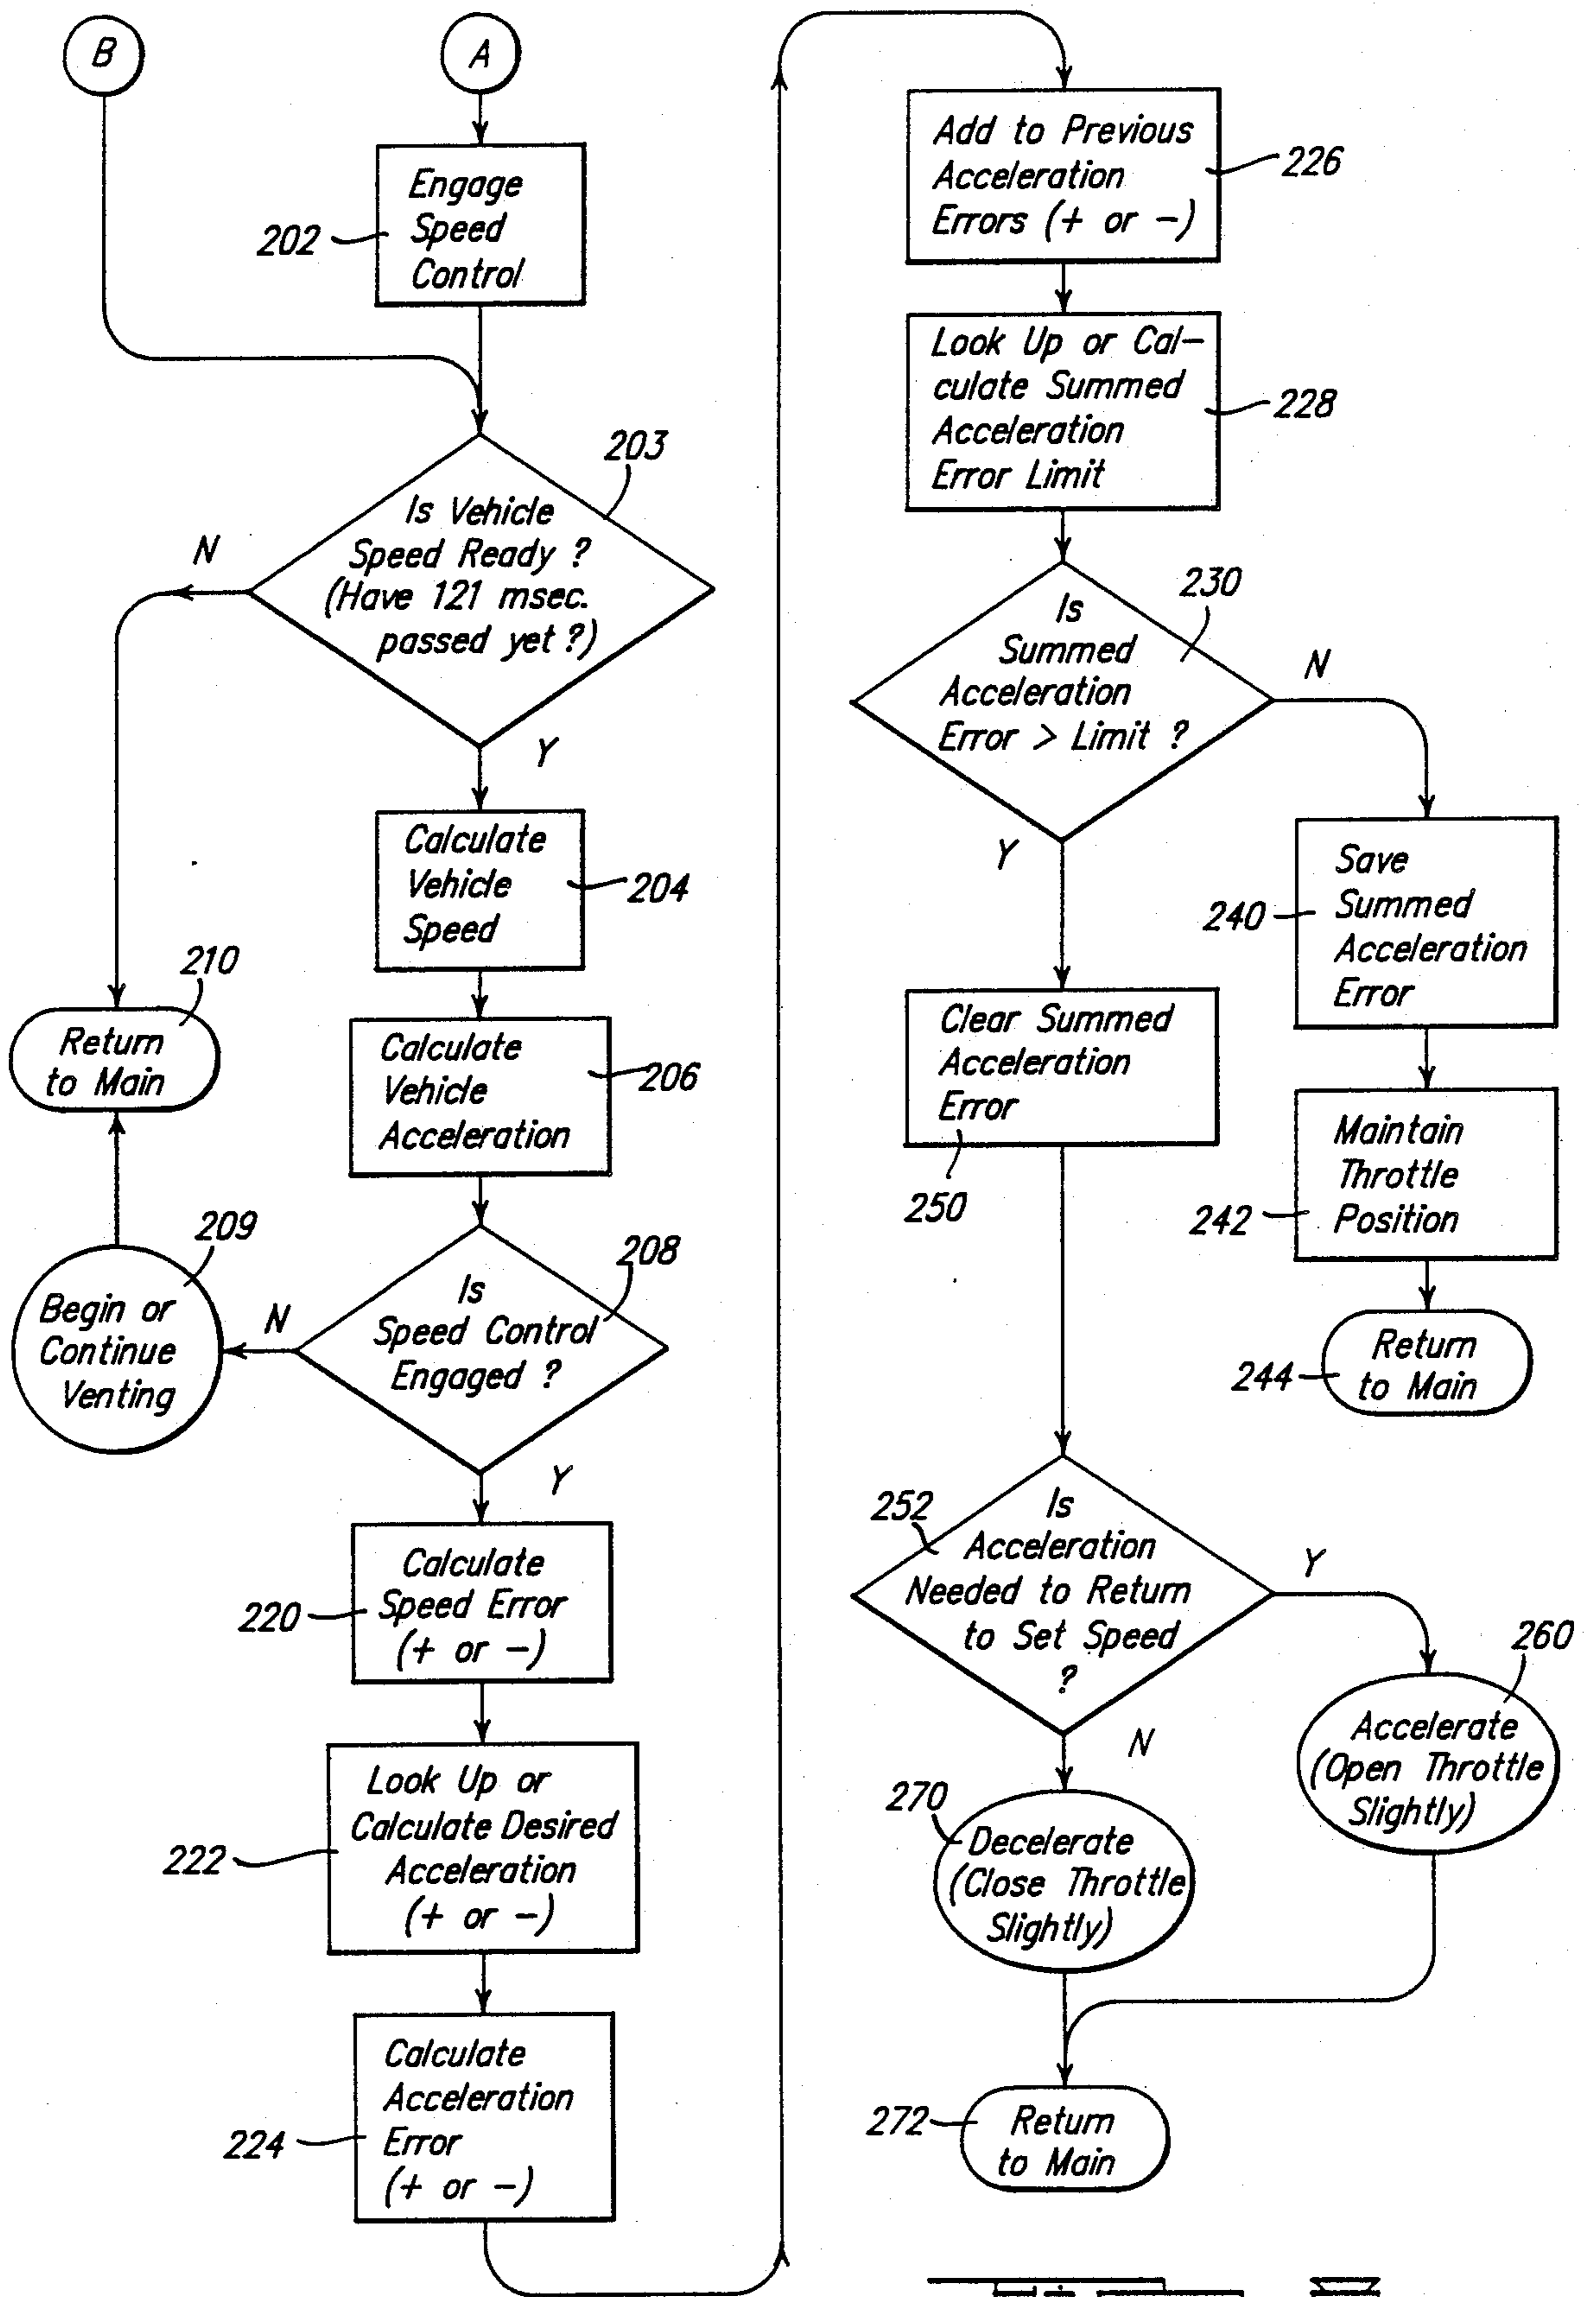 B
A
Engage
Speed
Control
202
Is Vehicle
Speed Ready ?
(Have 121 msec.
passed yet ?)
203
N
Y
Calculate
Vehicle
Speed
204
210
Return
to Main
Calculate
Vehicle
Acceleration
206
209
Begin or
Continue
Venting
N
Is
Speed Control
Engaged ?
208
Y
Calculate
Speed Error
(+ or -)
220
Look Up or
Calculate Desired
Acceleration
(+ or -)
222
Calculate
Acceleration
Error
(+ or -)
224
Add to Previous
Acceleration
Errors (+ or -)
226
Look Up or Cal-
culate Summed
Acceleration
Error Limit
228
Is
Summed
Acceleration
Error > Limit ?
230
N
Y
Save
Summed
Acceleration
Error
240
Maintain
Throttle
Position
242
Return
to Main
244
Clear Summed
Acceleration
Error
250
252
Is
Acceleration
Needed to Return
to Set Speed
?
Y
N
260
Accelerate
(Open Throttle
Slightly)
270
Decelerate
(Close Throttle
Slightly)
272
Return
to Main